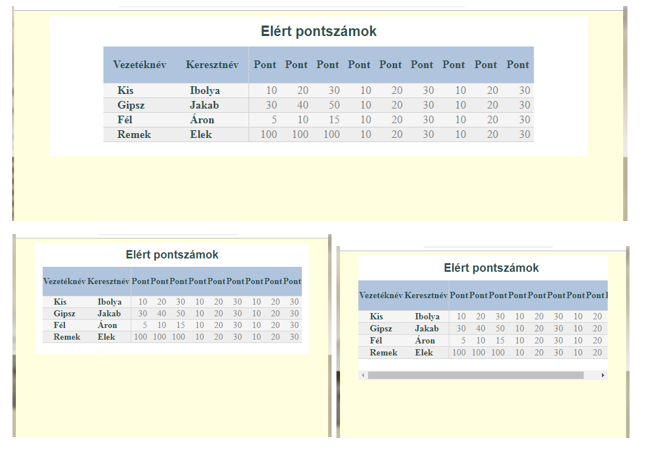 Elért pontszámok
Vezetéknév Keresztnév Pont Pont Pont Pont Pont Pont Pont Pont Pont
Kis Ibolya 10 20 30 10 20 30 10 20 30
Gipsz Jakab 30 40 50 10 20 30 10 20 30
Fél Áron 5 10 15 10 20 30 10 20 30
Remek Elek 100 100 100 10 20 30 10 20 30
Elért pontszámok
Vezetéknév Keresztnév Pont Pont Pont Pont Pont Pont Pont Pont Pont
Kis Ibolya 10 20 30 10 20 30 10 20 30
Gipsz Jakab 30 40 50 10 20 30 10 20 30
Fél Áron 5 10 15 10 20 30 10 20 30
Remek Elek 100 100 100 10 20 30 10 20 30
Elért pontszámok
Vezetéknév Keresztnév Pont Pont Pont Pont Pont Pont Pont Pont
Kis Ibolya 10 20 30 10 20 30 10 20
Gipsz Jakab 30 40 50 10 20 30 10 20
Fél Áron 5 10 15 10 20 30 10 20
Remek Elek 100 100 100 10 20 30 10 20